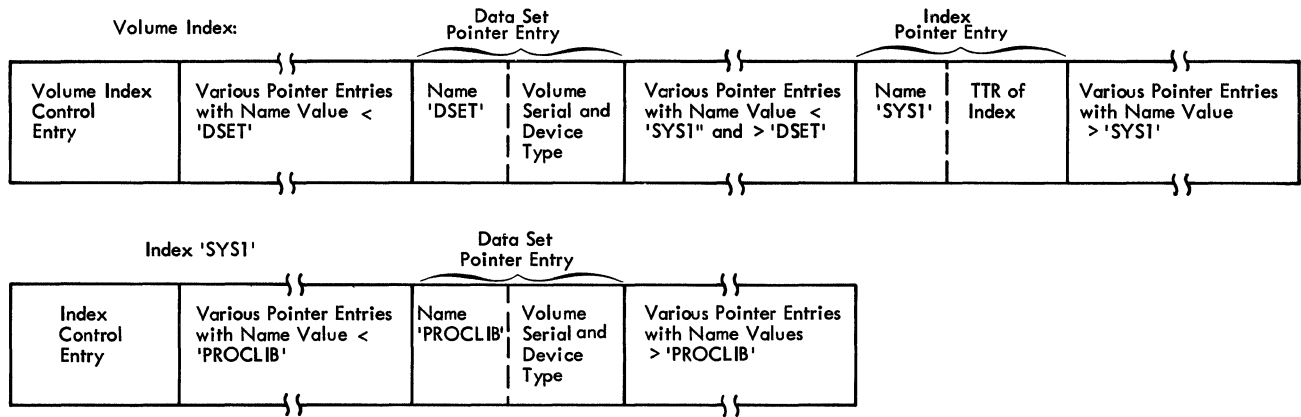 Volume Index:
Data Set
Pointer Entry
Index
Pointer Entry
Volume Index
Control
Entry
Various Pointer Entries
with Name Value <
'DSET'
Name
'DSET'
Volume
Serial and
Device
Type
Various Pointer Entries
with Name Value <
'SYS1" and > 'DSET'
Name
'SYS1'
TTR of
Index
Various Pointer Entries
with Name Value
> 'SYS1'
Index 'SYS1'
Data Set
Pointer Entry
Index
Control
Entry
Various Pointer Entries
with Name Value <
'PROCLIB'
Name
'PROCLIB'
Volume
Serial and
Device
Type
Various Pointer Entries
with Name Values
> 'PROCLIB'